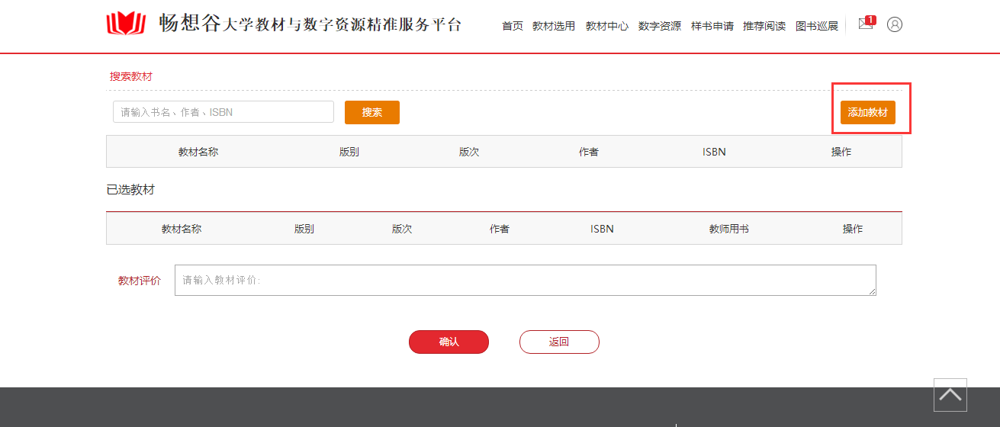 畅想谷大学教材与数字资源精准服务平台
首页 教材选用 教材中心 数字资源 样书申请 推荐阅读 图书巡展 1
搜索教材
请输入书名、作者、ISBN 搜索 添加教材
教材名称 版别 版次 作者 ISBN 操作
已选教材
教材名称 版别 版次 作者 ISBN 教师用书 操作
教材评价 请输入教材评价:
确认 返回